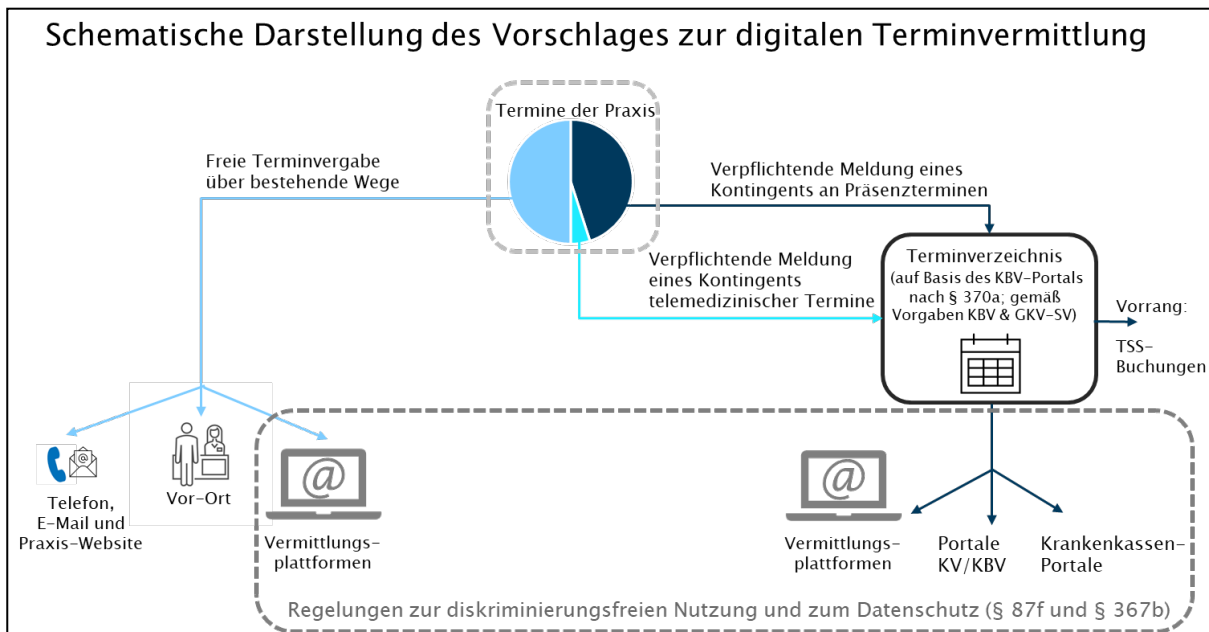 Schematische Darstellung des Vorschlages zur digitalen Terminvermittlung
Termine der Praxis
Freie Terminvergabe
über bestehende Wege
Verpflichtende Meldung eines
Kontingents an Präsenzterminen
Verpflichtende Meldung
eines Kontingents
telemedizinischer Termine
Terminverzeichnis
(auf Basis des KBV-Portals
nach § 370a; gemäß
Vorgaben KBV & GKV-SV)
Vorrang:
TSS-
Buchungen
@
Telefon,
E-Mail und
Praxis-Website
Vor-Ort
@
Vermittlungs-
plattformen
@
Vermittlungs-
plattformen
Portale
KV/KBV
Krankenkassen-
Portale
Regelungen zur diskriminierungsfreien Nutzung und zum Datenschutz (§ 87f und § 367b)